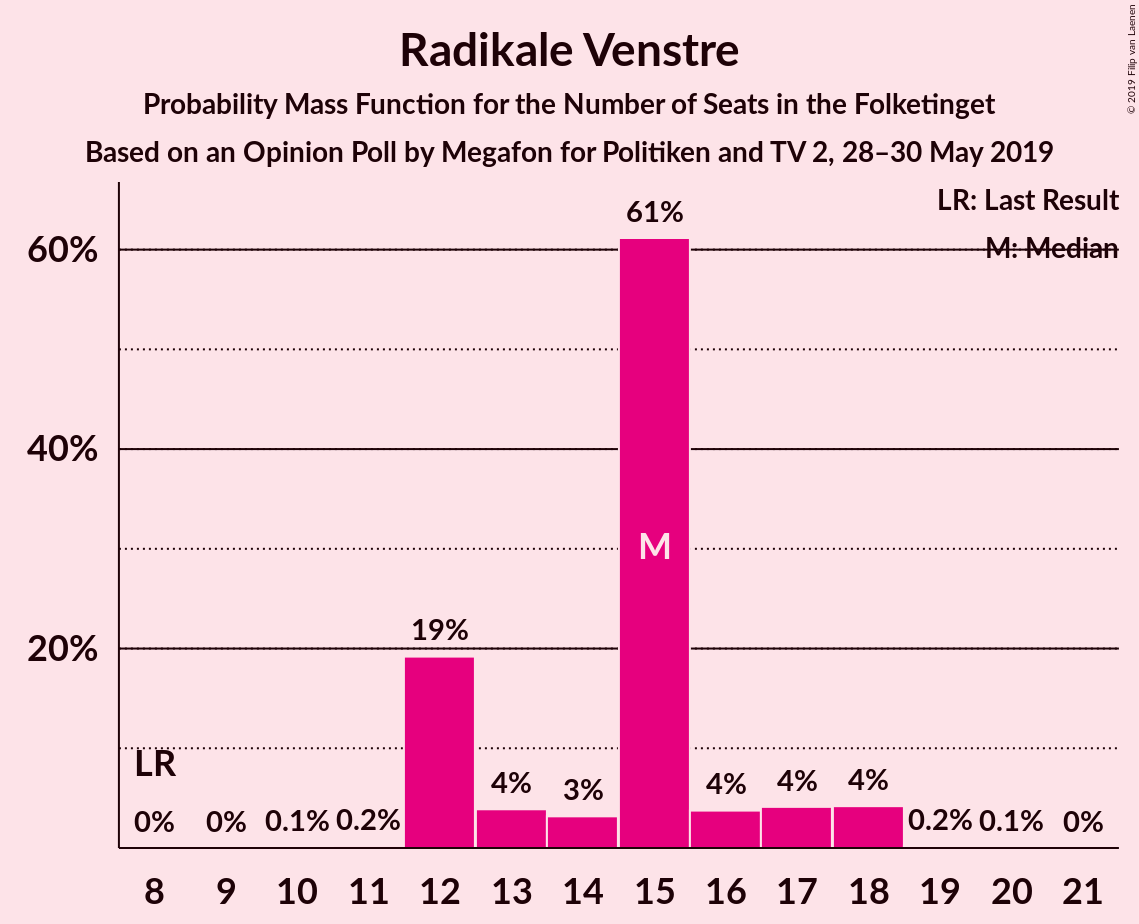 Radikale Venstre
Probability Mass Function for the Number of Seats in the Folketinget
Based on an Opinion Poll by Megafon for Politiken and TV 2, 28–30 May 2019
© 2019 Filip van Laenen
LR: Last Result
M: Median
60%
40%
20%
61%
M
19%
LR
0% 0% 0.1% 0.2% 4% 3% 4% 4% 4% 0.2% 0.1% 0%
8 9 10 11 12 13 14 15 16 17 18 19 20 21